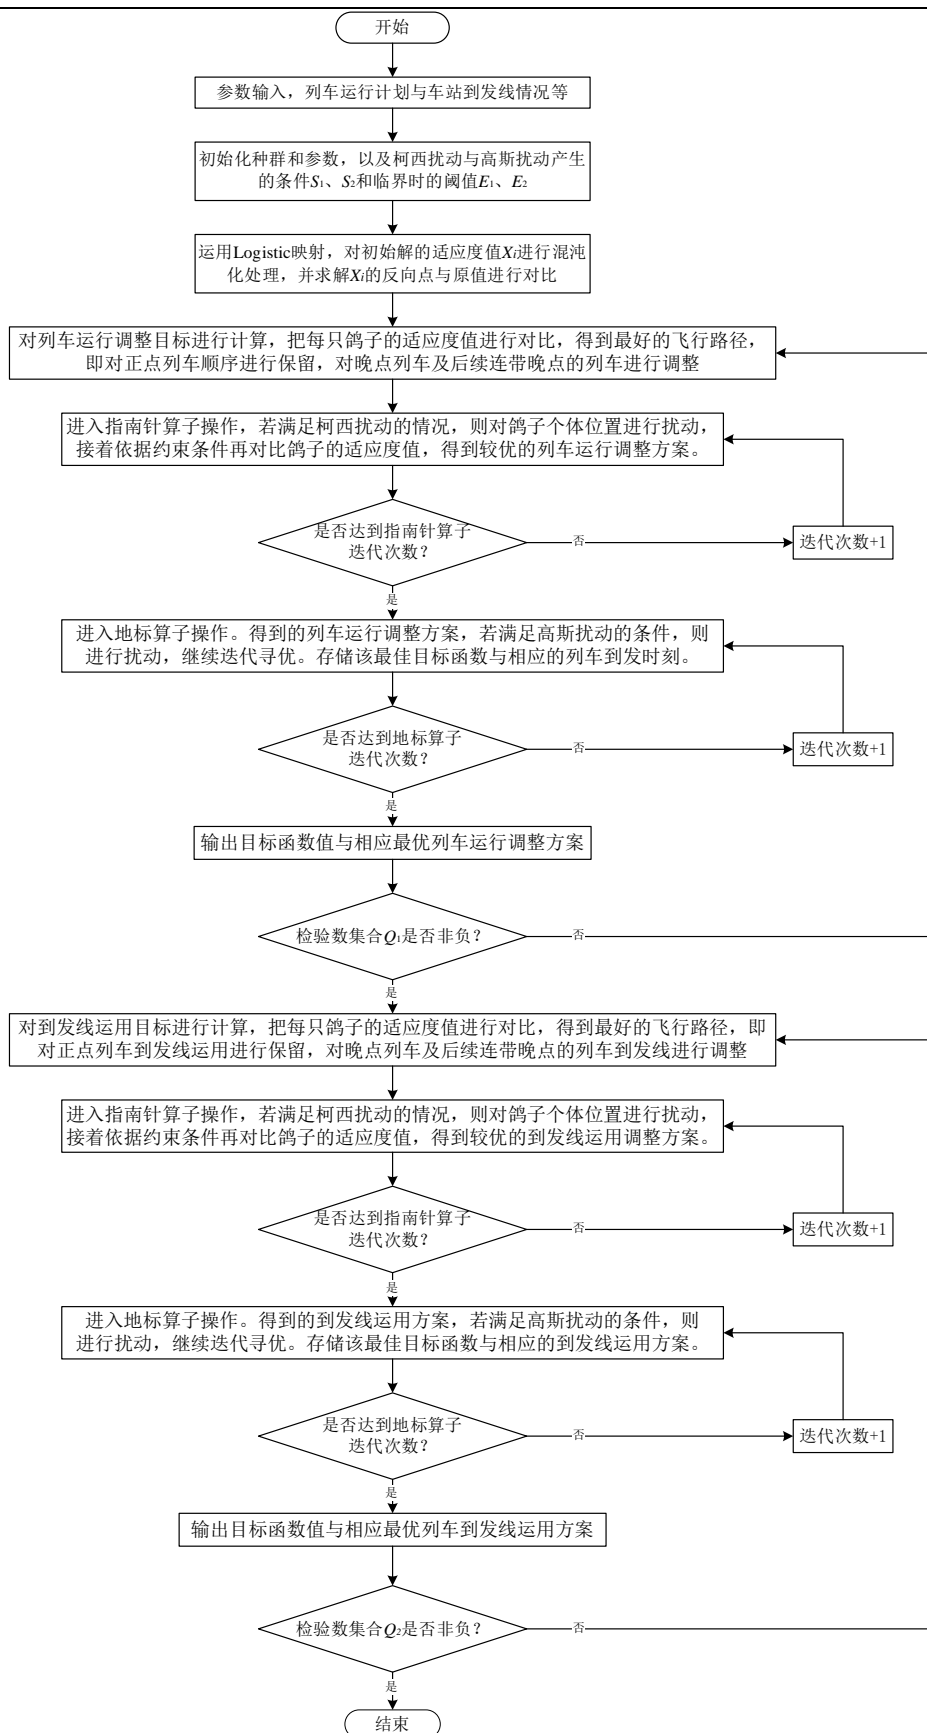 开始
参数输入，列车运行计划与车站到发线情况等
初始化种群和参数，以及柯西扰动与高斯扰动产生
的条件S₁、S₂和临界时的阈值E₁、E₂
运用Logistic映射，对初始解的适应度值Xᵢ进行混沌
化处理，并求解Xᵢ的反向点与原值进行对比
对列车运行调整目标进行计算，把每只鸽子的适应度值进行对比，得到最好的飞行路径，
即对正点列车顺序进行保留，对晚点列车及后续连带晚点的列车进行调整
进入指南针算子操作，若满足柯西扰动的情况，则对鸽子个体位置进行扰动，
接着依据约束条件再对比鸽子的适应度值，得到较优的列车运行调整方案。
是否达到指南针算子
迭代次数？
否
迭代次数+1
是
进入地标算子操作。得到的列车运行调整方案，若满足高斯扰动的条件，则
进行扰动，继续迭代寻优。存储该最佳目标函数与相应的列车到发时刻。
是否达到地标算子
迭代次数？
否
迭代次数+1
是
输出目标函数值与相应最优列车运行调整方案
检验数集合Q₁是否非负？
否
是
对到发线运用目标进行计算，把每只鸽子的适应度值进行对比，得到最好的飞行路径，即
对正点列车到发线运用进行保留，对晚点列车及后续连带晚点的列车到发线进行调整
进入指南针算子操作，若满足柯西扰动的情况，则对鸽子个体位置进行扰动，
接着依据约束条件再对比鸽子的适应度值，得到较优的到发线运用调整方案。
是否达到指南针算子
迭代次数？
否
迭代次数+1
是
进入地标算子操作。得到的到发线运用方案，若满足高斯扰动的条件，则
进行扰动，继续迭代寻优。存储该最佳目标函数与相应的到发线运用方案。
是否达到地标算子
迭代次数？
否
迭代次数+1
是
输出目标函数值与相应最优列车到发线运用方案
检验数集合Q₂是否非负？
否
是
结束